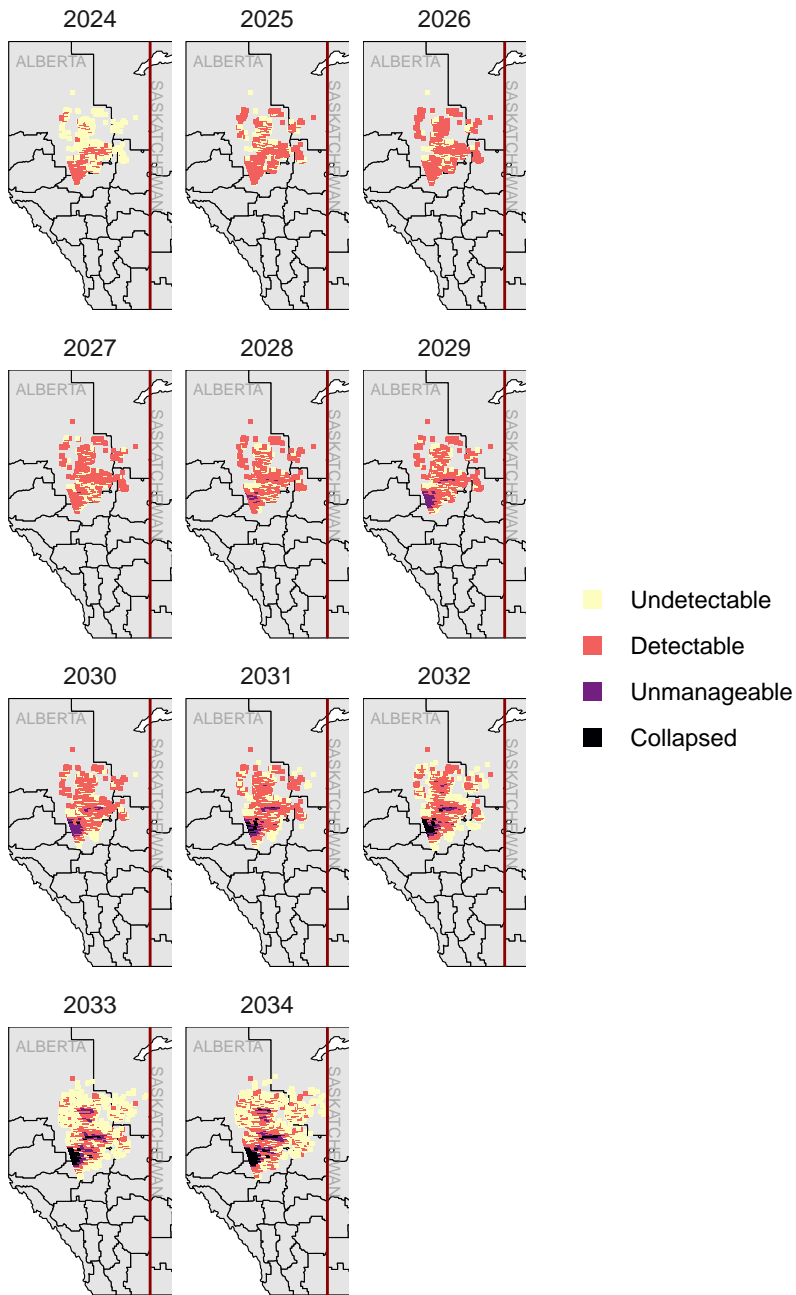 2024 2025 2026
ALBERTA ALBERTA ALBERTA
SASKATCHEWAN SASKATCHEWAN SASKATCHEWAN
2027 2028 2029
ALBERTA ALBERTA ALBERTA
SASKATCHEWAN SASKATCHEWAN SASKATCHEWAN
Undetectable
Detectable
Unmanageable
Collapsed
2030 2031 2032
ALBERTA ALBERTA ALBERTA
SASKATCHEWAN SASKATCHEWAN SASKATCHEWAN
2033 2034
ALBERTA ALBERTA
SASKATCHEWAN SASKATCHEWAN